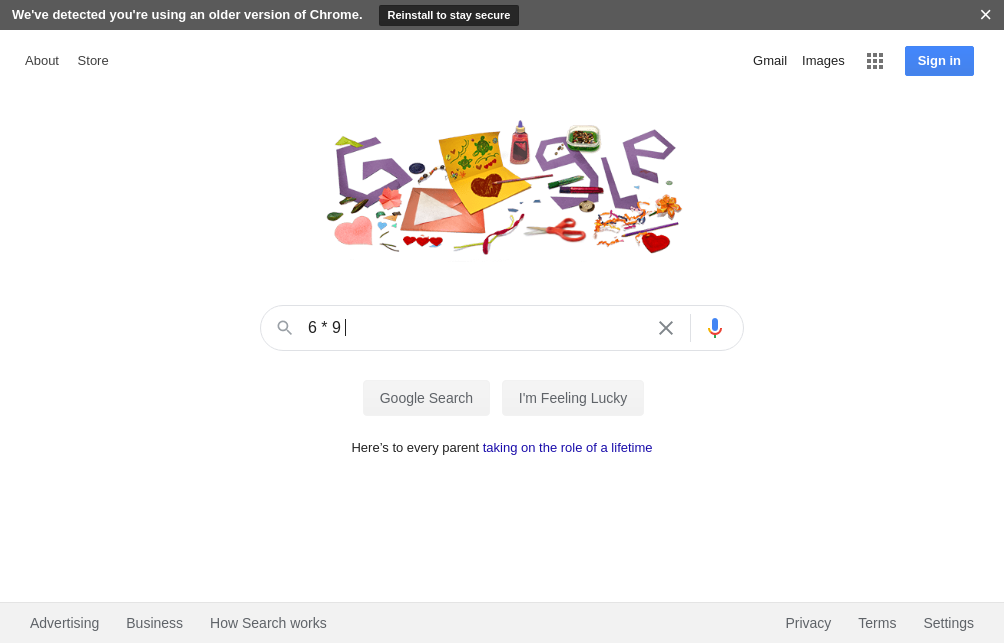 We've detected you're using an older version of Chrome. Reinstall to stay secure
About Store Gmail Images Sign in
Google
6 * 9
Google Search I'm Feeling Lucky
Here’s to every parent taking on the role of a lifetime
Advertising Business How Search works Privacy Terms Settings